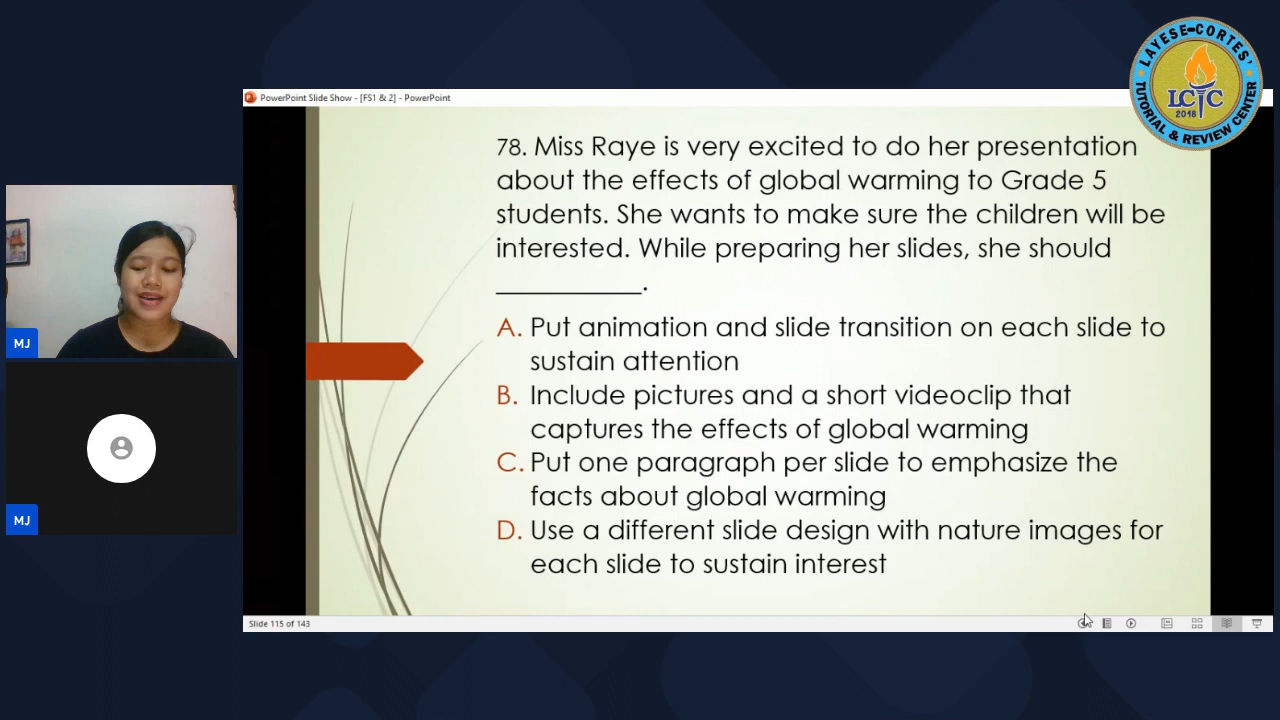 LAYESE-CORTES'
LCTC
2018
TUTORIAL & REVIEW CENTER
PowerPoint Slide Show - [FS1 & 2] - PowerPoint
78. Miss Raye is very excited to do her presentation
about the effects of global warming to Grade 5
students. She wants to make sure the children will be
interested. While preparing her slides, she should
___________.
A. Put animation and slide transition on each slide to
sustain attention
B. Include pictures and a short videoclip that
captures the effects of global warming
C. Put one paragraph per slide to emphasize the
facts about global warming
D. Use a different slide design with nature images for
each slide to sustain interest
MJ
MJ
Slide 115 of 143